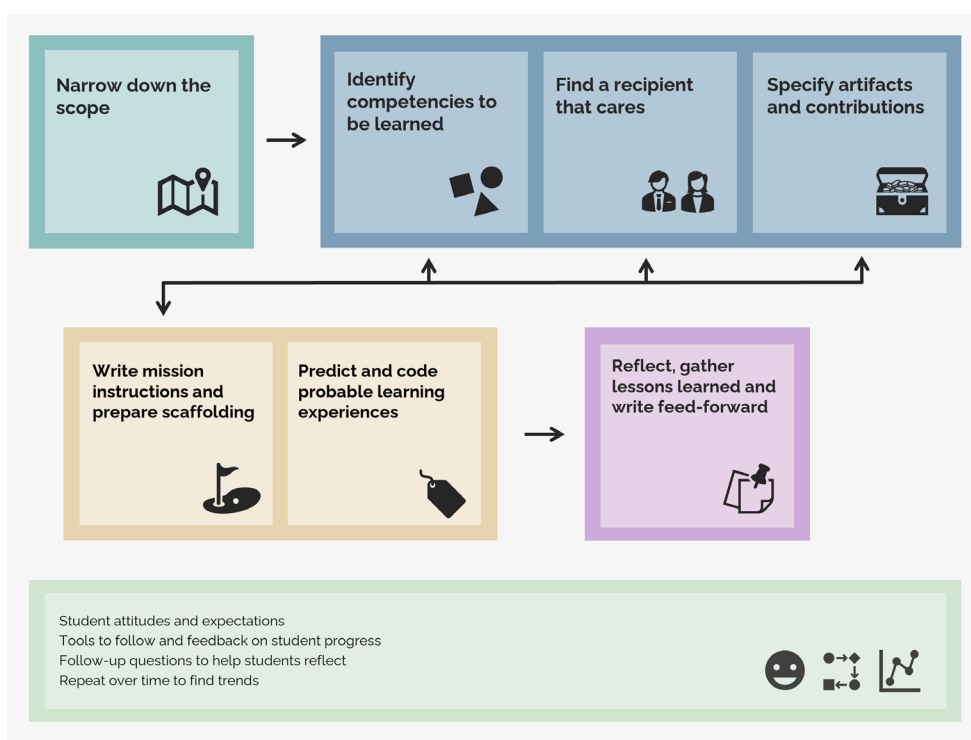 Narrow down the
scope
Identify
competencies to
be learned
Find a recipient
that cares
Specify artifacts
and contributions
Write mission
instructions and
prepare scaffolding
Predict and code
probable learning
experiences
Reflect, gather
lessons learned and
write feed-forward
Student attitudes and expectations
Tools to follow and feedback on student progress
Follow-up questions to help students reflect
Repeat over time to find trends